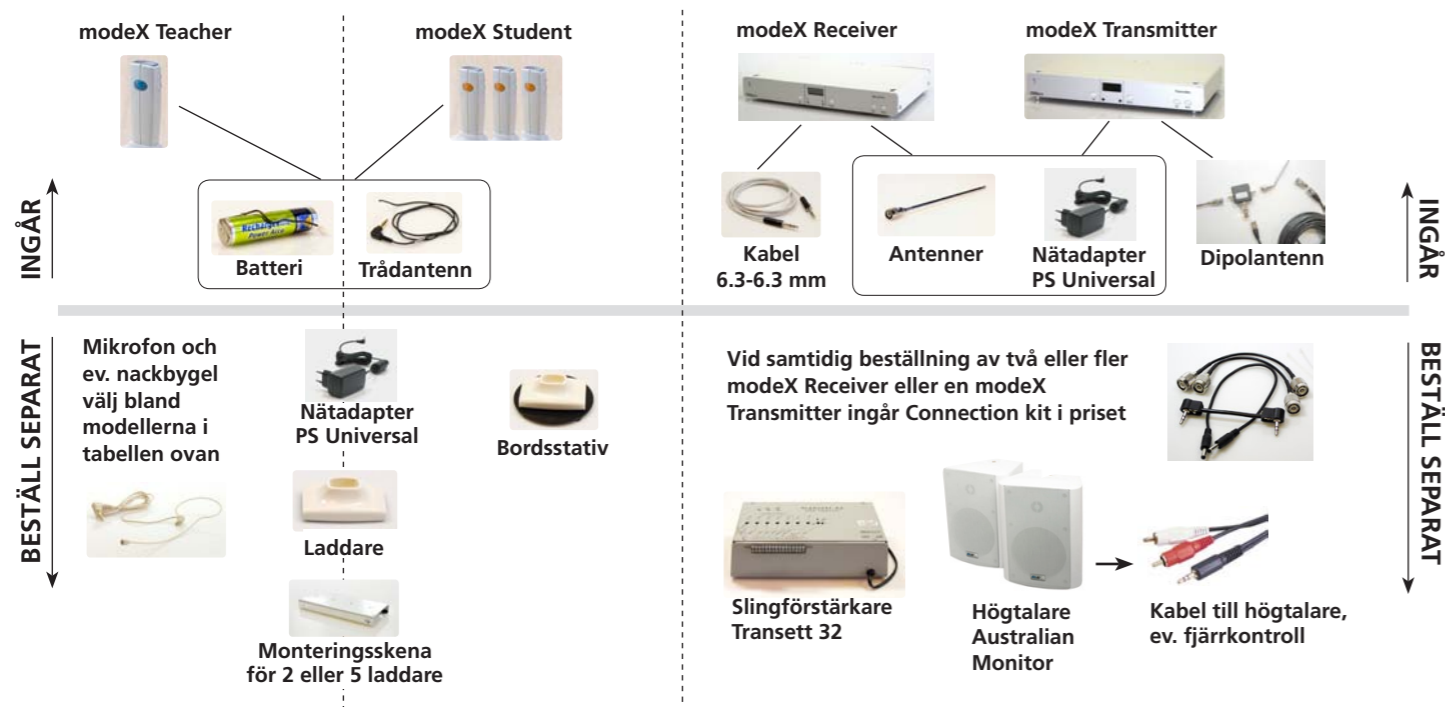 modeX Teacher
modeX Student
modeX Receiver
modeX Transmitter
INGÅR
Batteri
Trådantenn
Kabel
6.3-6.3 mm
Antenner
Nätadapter
PS Universal
Dipolantenn
INGÅR
BESTÄLL SEPARAT
Mikrofon och
ev. nackbygel
välj bland
modellerna i
tabellen ovan
Nätadapter
PS Universal
Bordsstativ
Laddare
Monteringsskena
för 2 eller 5 laddare
Vid samtidig beställning av två eller fler
modeX Receiver eller en modeX
Transmitter ingår Connection kit i priset
Slingförstärkare
Transett 32
Högtalare
Australian
Monitor
Kabel till högtalare,
ev. fjärrkontroll
BESTÄLL SEPARAT